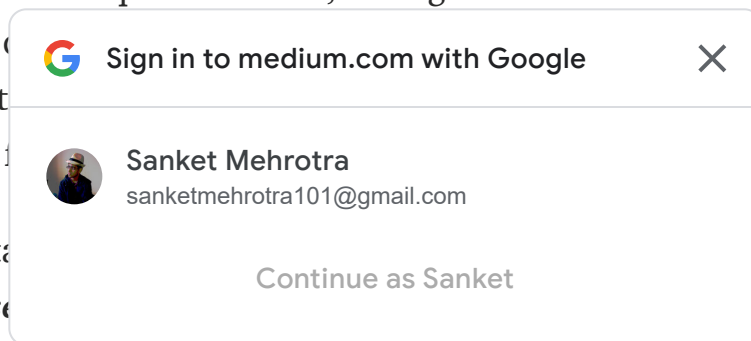 Sign in to medium.com with Google
Sanket Mehrotra
sanketmehrotra101@gmail.com
Continue as Sanket